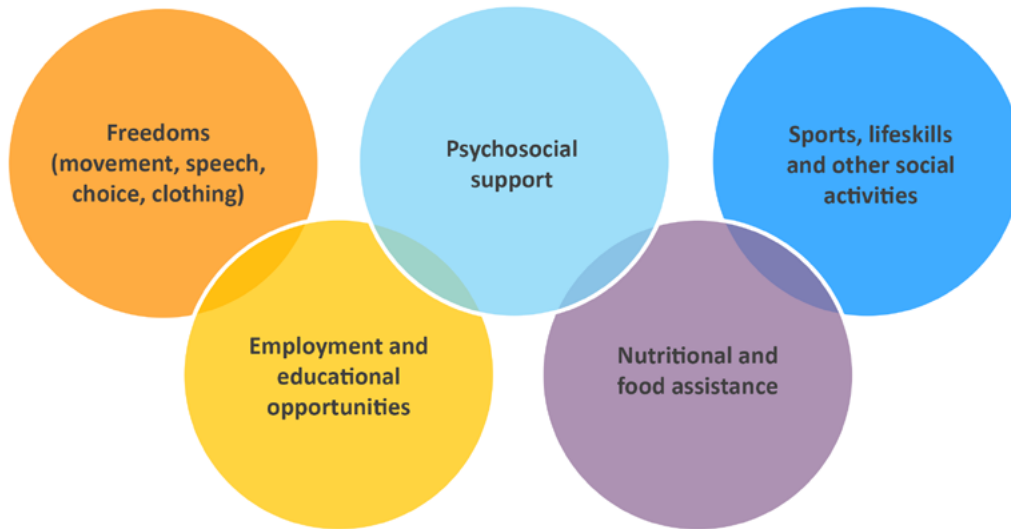 Freedoms
(movement, speech,
choice, clothing)
Psychosocial
support
Sports, lifeskills
and other social
activities
Employment and
educational
opportunities
Nutritional and
food assistance